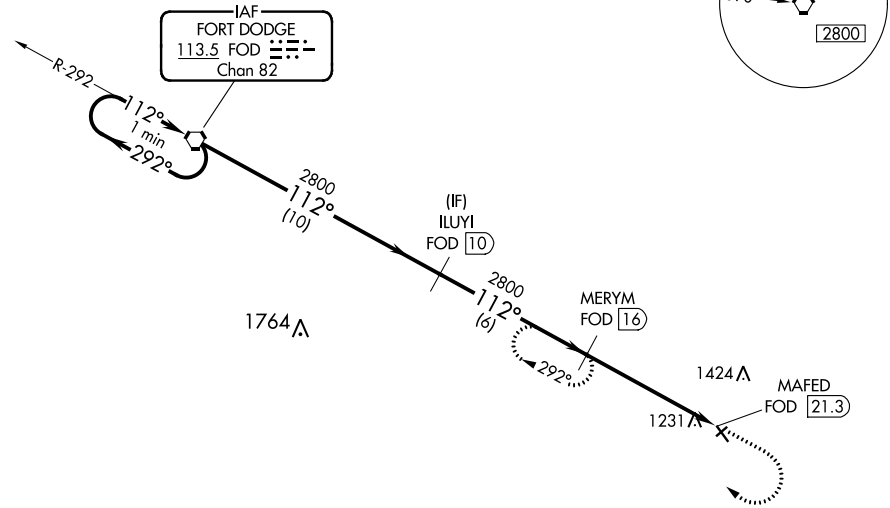 2800
IAF
FORT DODGE
113.5 FOD
Chan 82
R-292
112°
1 min
292°
2800
112°
(10)
(IF)
ILUYI
FOD 10
2800
112°
(6)
MERYM
FOD 16
292°
1764
1424
MAFED
FOD 21.3
1231